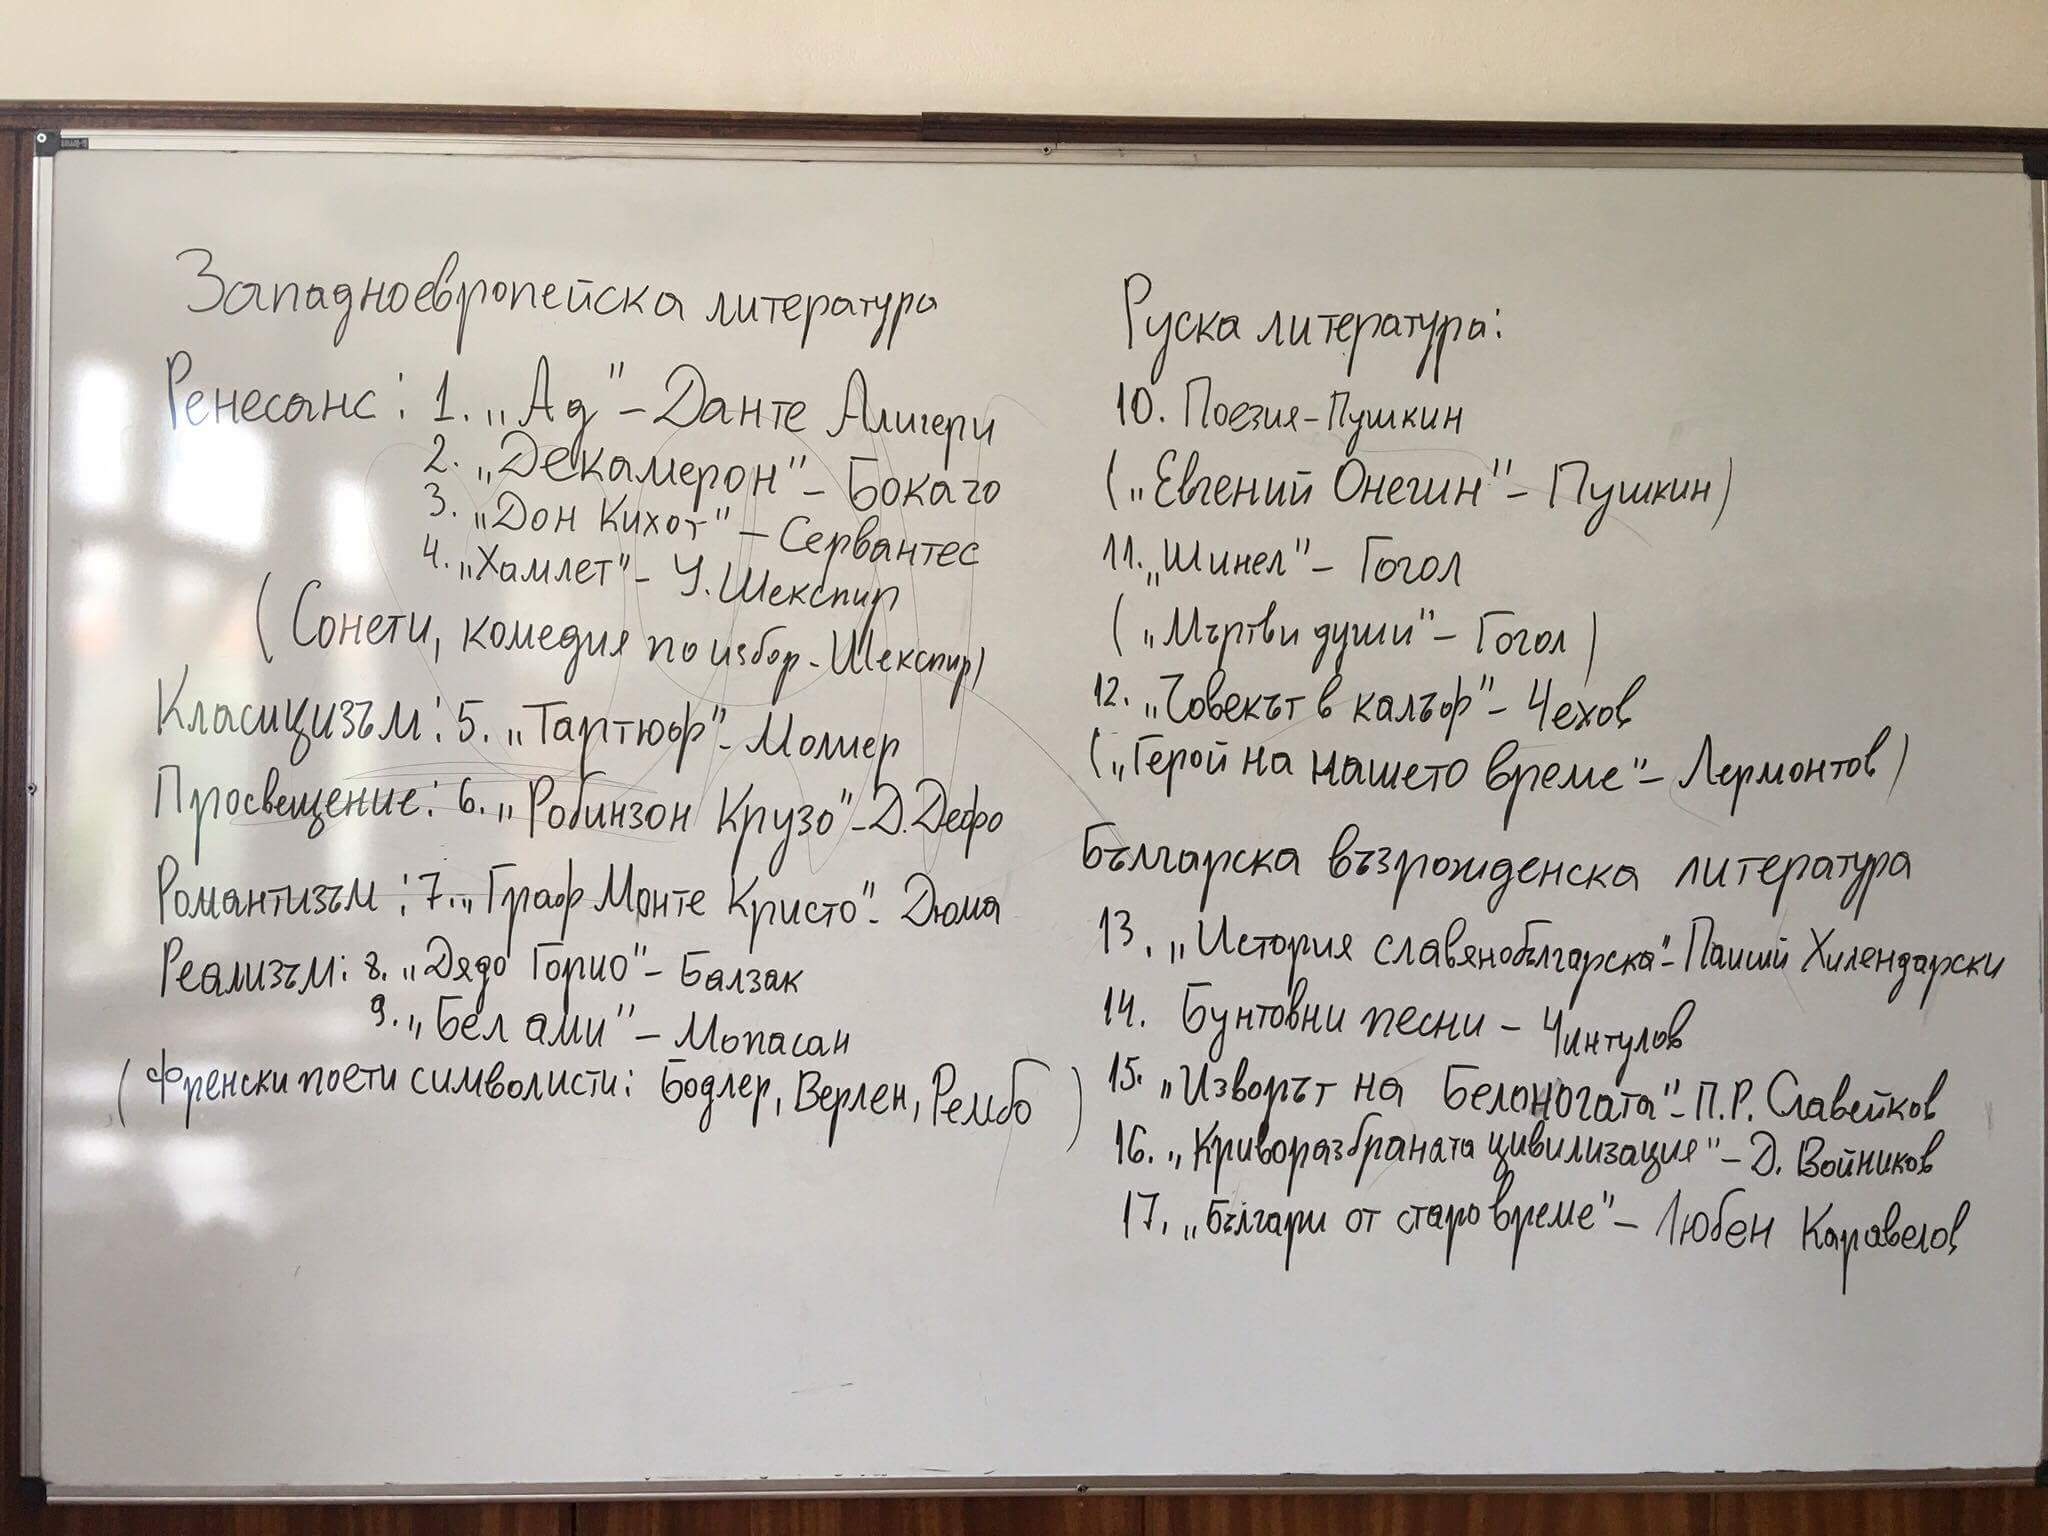 Западноевропейска литература
Ренесанс: 1. „Ад" – Данте Алигери
2. „Декамерон" – Бокачо
3. „Дон Кихот" – Сервантес
4. „Хамлет" – У. Шекспир
(Сонети, комедия по избор – Шекспир)
Класицизъм: 5. „Тартюф" – Молиер
Просвещение: 6. „Робинзон Крузо" – Д. Дефо
Романтизъм: 7. „Граф Монте Кристо" – Дюма
Реализъм: 8. „Дядо Горио" – Балзак
9. „Бел ами" – Мопасан
(Френски поети символисти: Бодлер, Верлен, Рембо)
Руска литература:
10. Поезия – Пушкин
(„Евгений Онегин" – Пушкин)
11. „Шинел" – Гогол
(„Мъртви души" – Гогол)
12. „Човекът в калъф" – Чехов
(„Герой на нашето време" – Лермонтов)
Българска възрожденска литература
13. „История славянобългарска" – Паисий Хилендарски
14. Бунтовни песни – Чинтулов
15. „Изворът на Белоногата" – П.Р. Славейков
16. „Криворазбраната цивилизация" – Д. Войников
17. „Българи от старо време" – Любен Каравелов